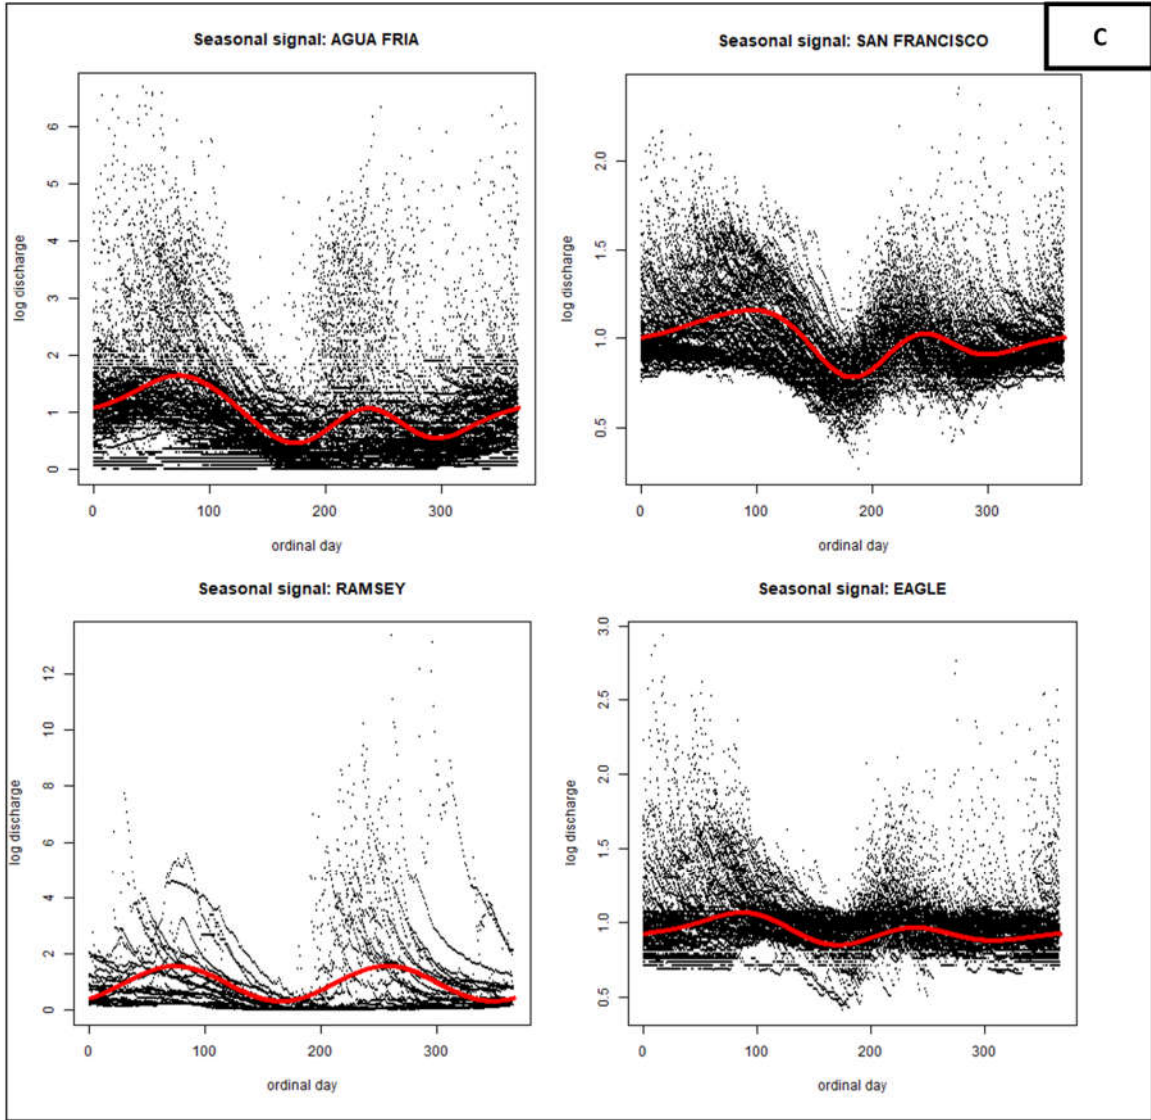 C
Seasonal signal: AGUA FRIA
log discharge
6
5
4
3
2
1
0
0 100 200 300
ordinal day
Seasonal signal: SAN FRANCISCO
log discharge
2.0
1.5
1.0
0.5
0 100 200 300
ordinal day
Seasonal signal: RAMSEY
log discharge
12
10
8
6
4
2
0
0 100 200 300
ordinal day
Seasonal signal: EAGLE
log discharge
3.0
2.5
2.0
1.5
1.0
0.5
0 100 200 300
ordinal day